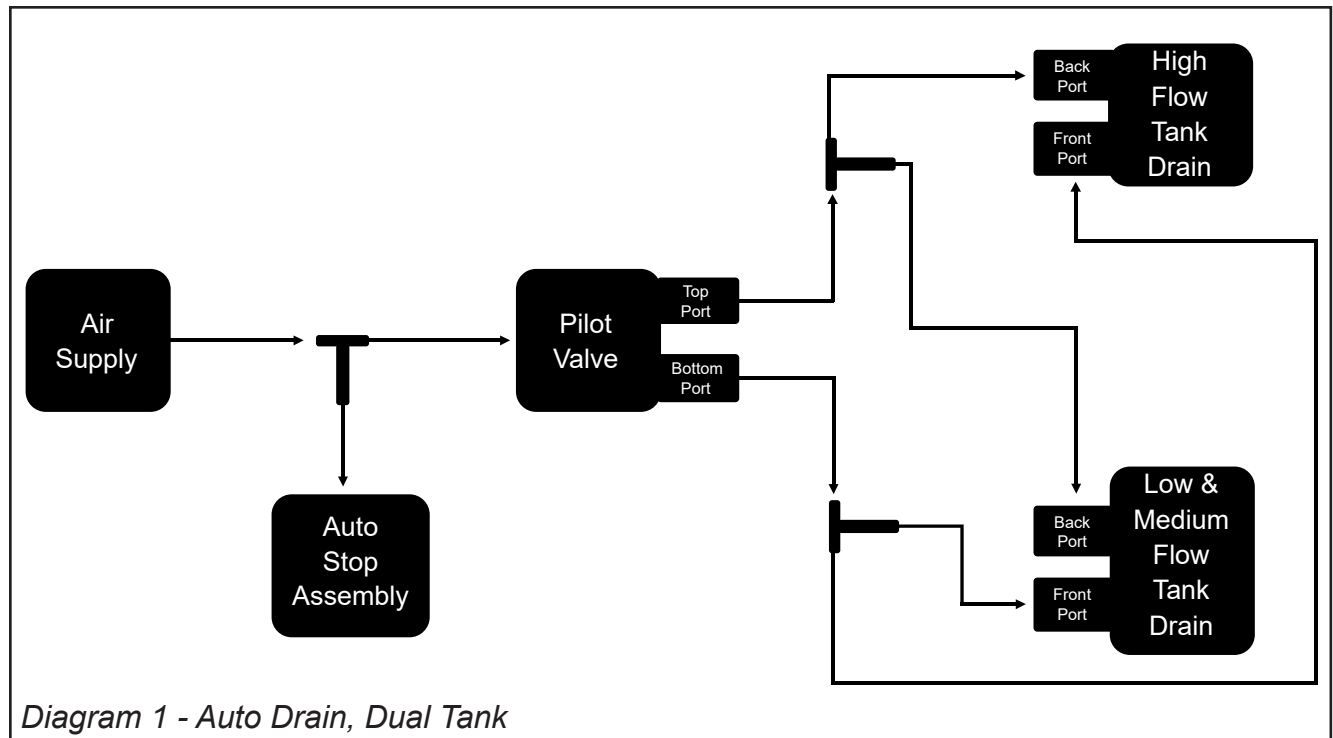 Air
Supply
Auto
Stop
Assembly
Pilot
Valve
Top
Port
Bottom
Port
Back
Port
Front
Port
High
Flow
Tank
Drain
Back
Port
Front
Port
Low &
Medium
Flow
Tank
Drain
Diagram 1 - Auto Drain, Dual Tank